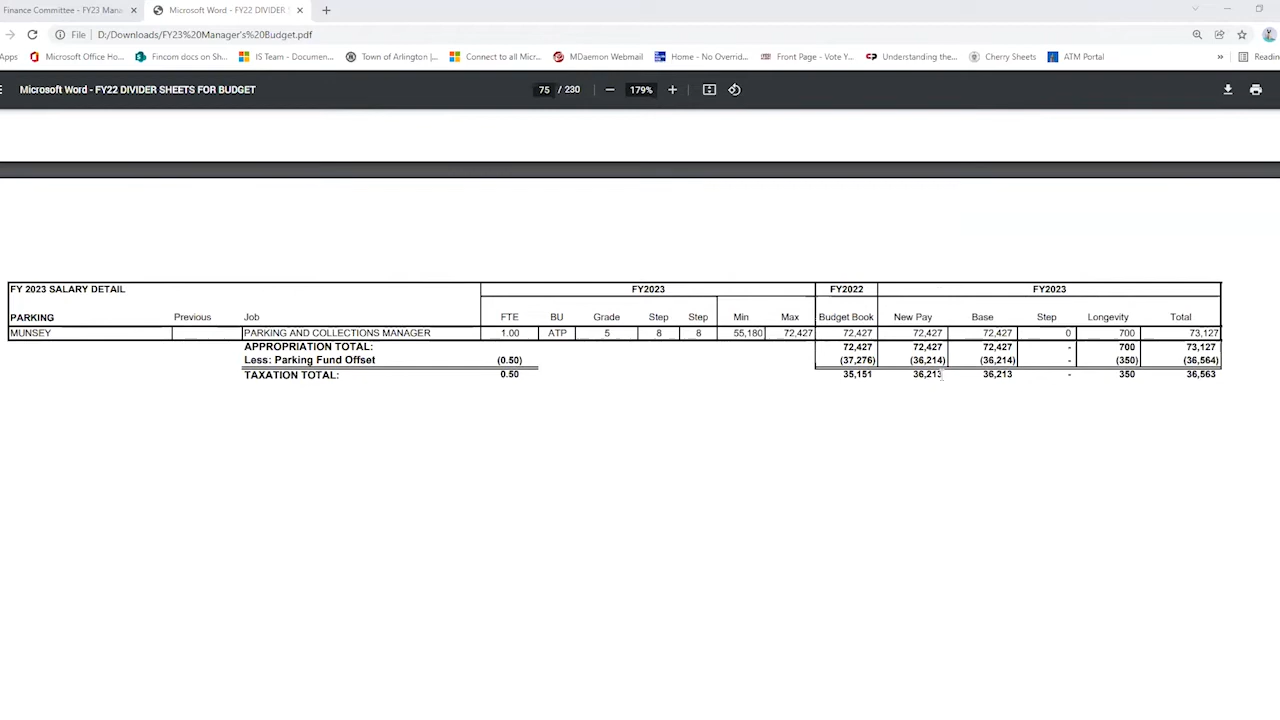 Finance Committee - FY23 Mana
Microsoft Word - FY22 DIVIDER S
File D:/Downloads/FY23%20Manager's%20Budget.pdf
Apps Microsoft Office Ho... Fincom docs on Sh... IS Team - Documen... Town of Arlington |... Connect to all Micr... MDaemon Webmail Home - No Overrid... Front Page - Vote Y... Understanding the... Cherry Sheets ATM Portal » Readin
Microsoft Word - FY22 DIVIDER SHEETS FOR BUDGET 75 / 230 179%
FY 2023 SALARY DETAIL FY2023 FY2022 FY2023
PARKING Previous Job FTE BU Grade Step Step Min Max Budget Book New Pay Base Step Longevity Total
MUNSEY PARKING AND COLLECTIONS MANAGER 1.00 ATP 5 8 8 55,180 72,427 72,427 72,427 72,427 0 700 73,127
APPROPRIATION TOTAL: 72,427 72,427 72,427 - 700 73,127
Less: Parking Fund Offset (0.50) (37,276) (36,214) (36,214) - (350) (36,564)
TAXATION TOTAL: 0.50 35,151 36,213 36,213 - 350 36,563